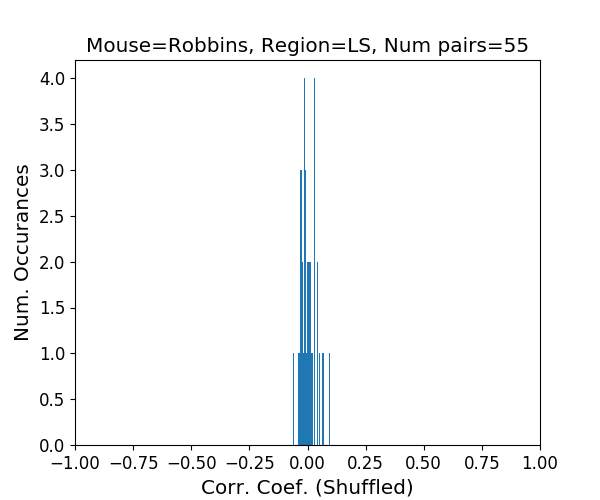 Mouse=Robbins, Region=LS, Num pairs=55
4.0
3.5
3.0
2.5
2.0
1.5
1.0
0.5
0.0
Num. Occurances
−1.00 −0.75 −0.50 −0.25 0.00 0.25 0.50 0.75 1.00
Corr. Coef. (Shuffled)